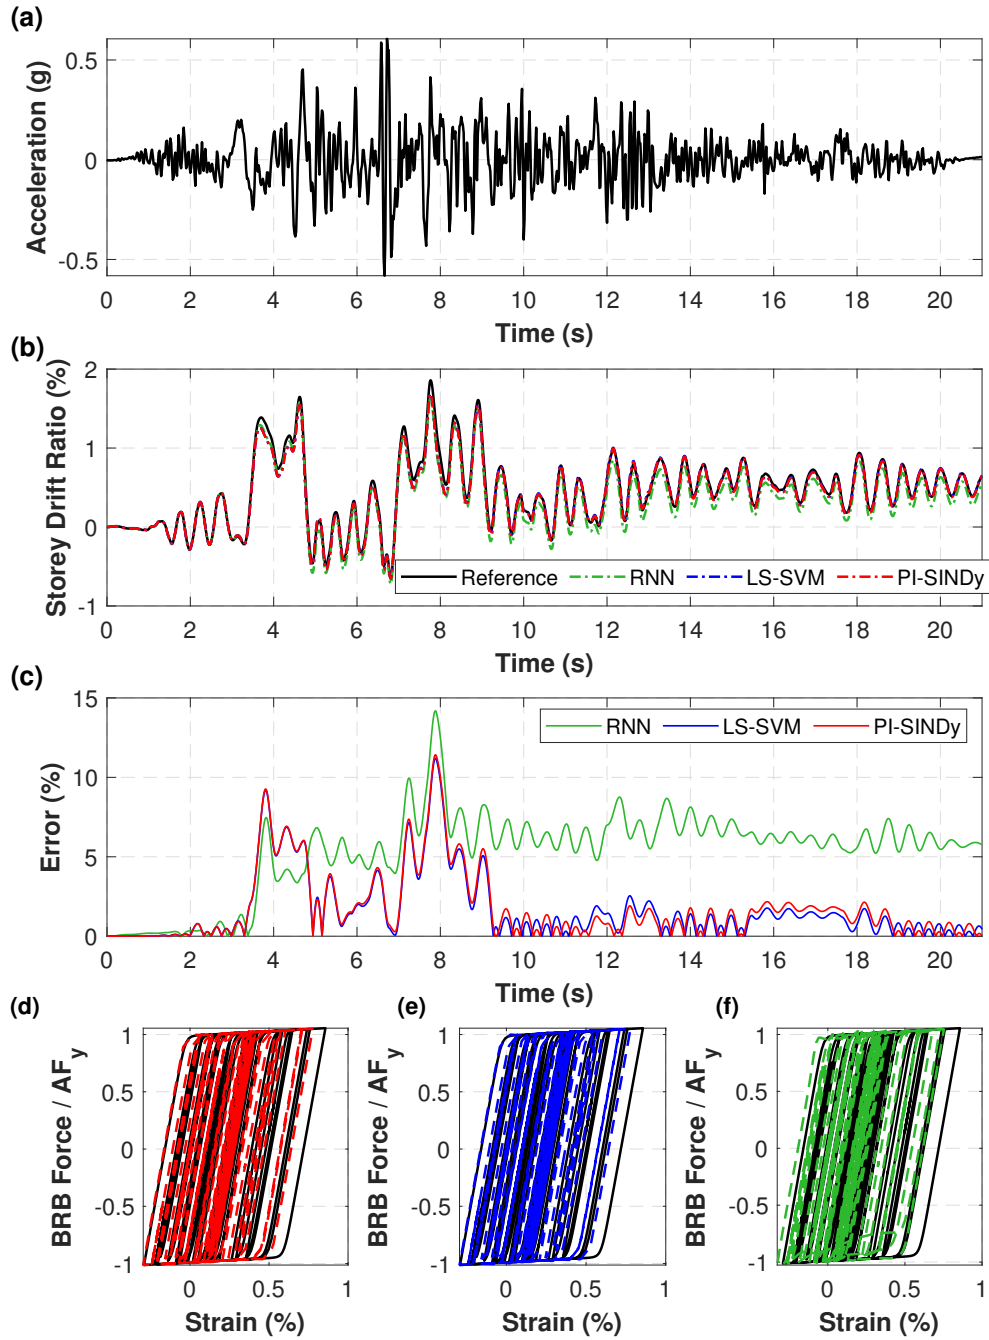 (a)
Acceleration (g)
0.5
0
-0.5
0 2 4 6 8 10 12 14 16 18 20
Time (s)
(b)
Storey Drift Ratio (%)
2
1
0
-1
Reference RNN LS-SVM PI-SINDy
0 2 4 6 8 10 12 14 16 18 20
Time (s)
(c)
Error (%)
15
10
5
0
RNN LS-SVM PI-SINDy
0 2 4 6 8 10 12 14 16 18 20
Time (s)
(d)
BRB Force / AFy
1
0.5
0
-0.5
-1
0 0.5 1
Strain (%)
(e)
BRB Force / AFy
1
0.5
0
-0.5
-1
0 0.5 1
Strain (%)
(f)
BRB Force / AFy
1
0.5
0
-0.5
-1
0 0.5 1
Strain (%)